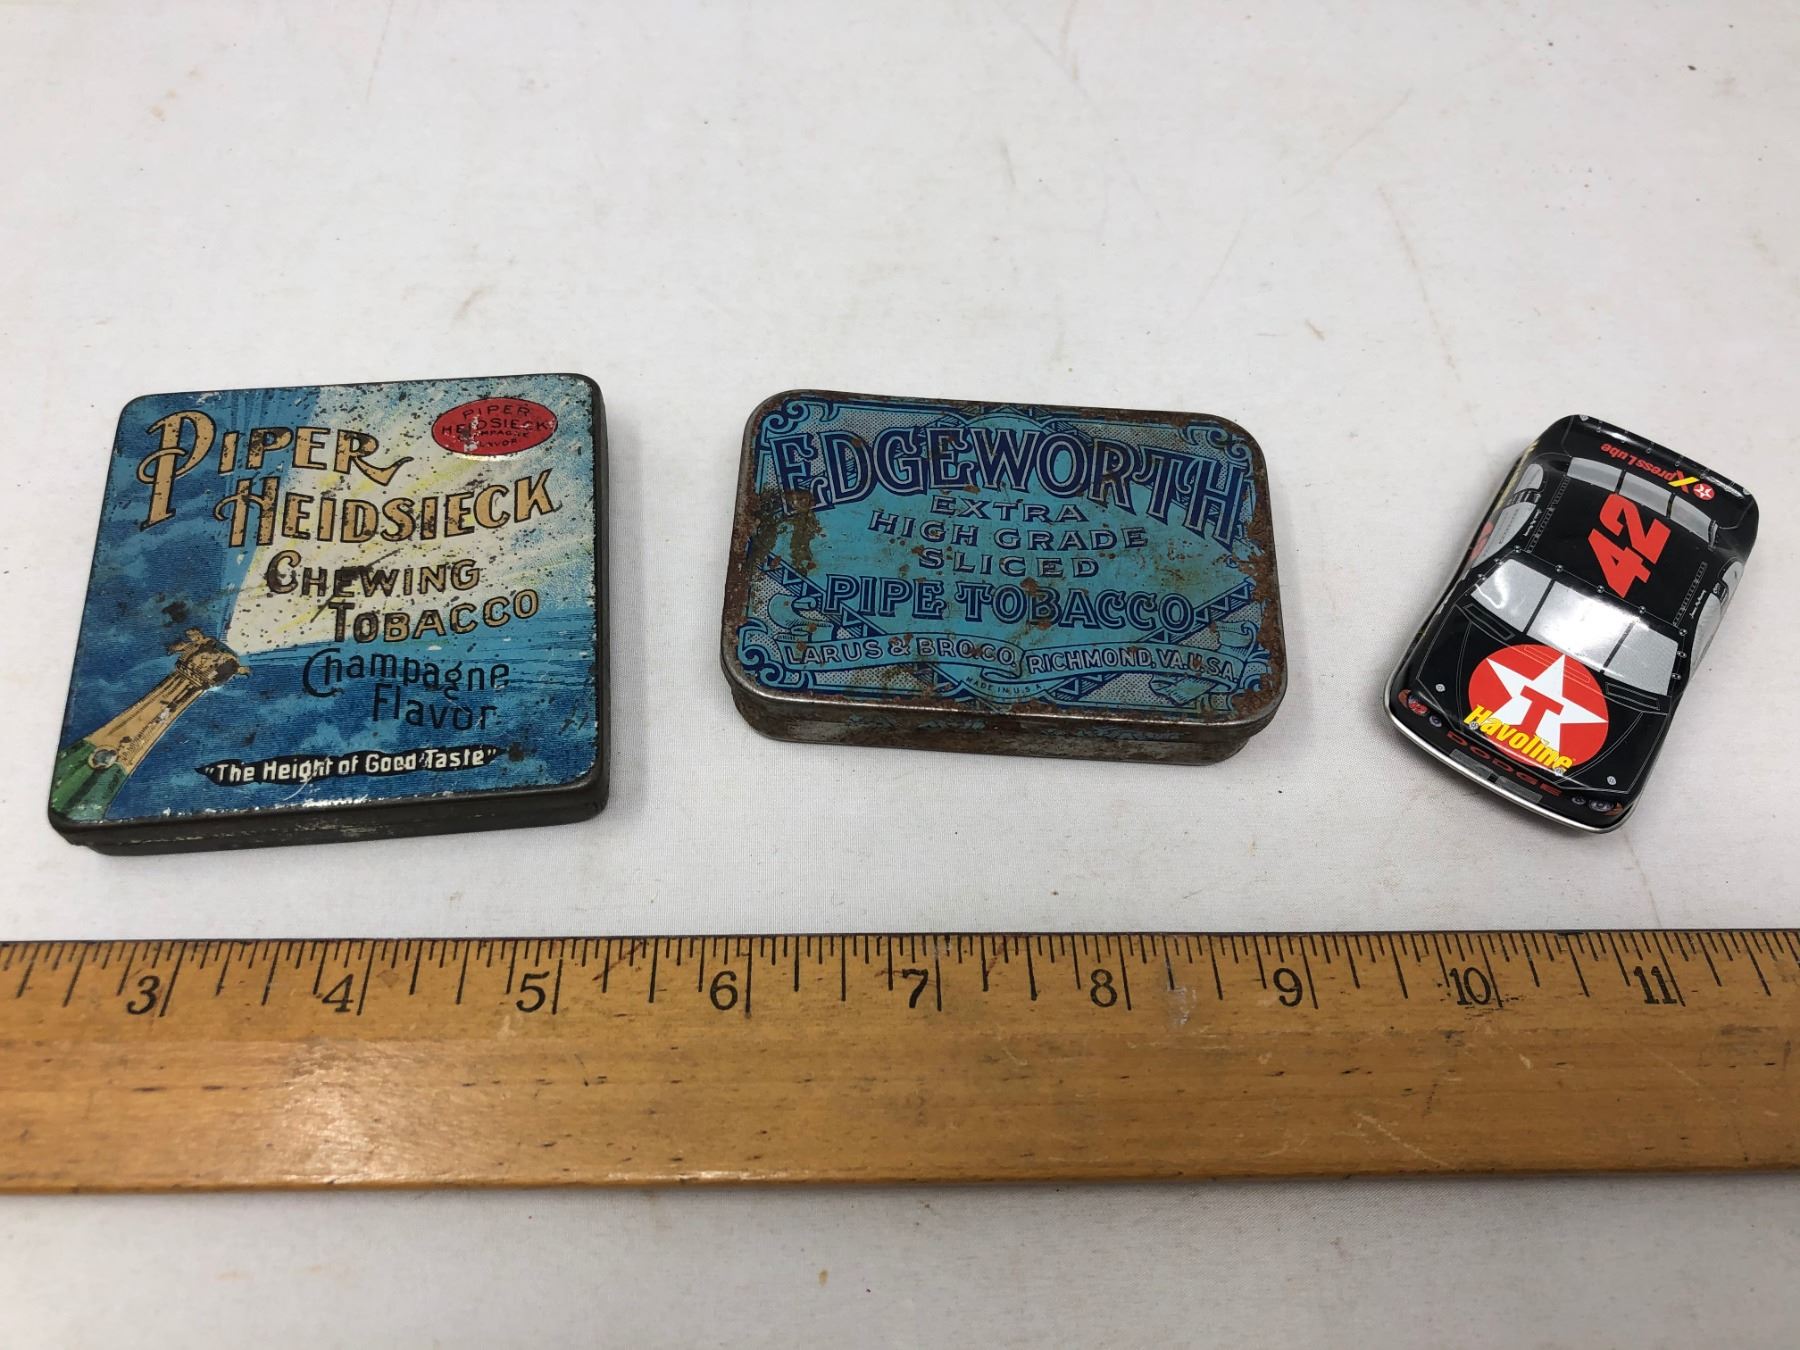 PIPER
HEIDSIECK
CHAMPAGNE
FLAVOR
PIPER
HEIDSIECK
CHEWING
TOBACCO
Champagne
Flavor
"The Height of Good Taste"
EDGEWORTH
EXTRA
HIGH GRADE
SLICED
PIPE TOBACCO
LARUS & BRO. CO. RICHMOND, VA. U.S.A.
MADE IN U.S.A.
XpressLube
42
T
Havoline
DODGE
3 4 5 6 7 8 9 10 11